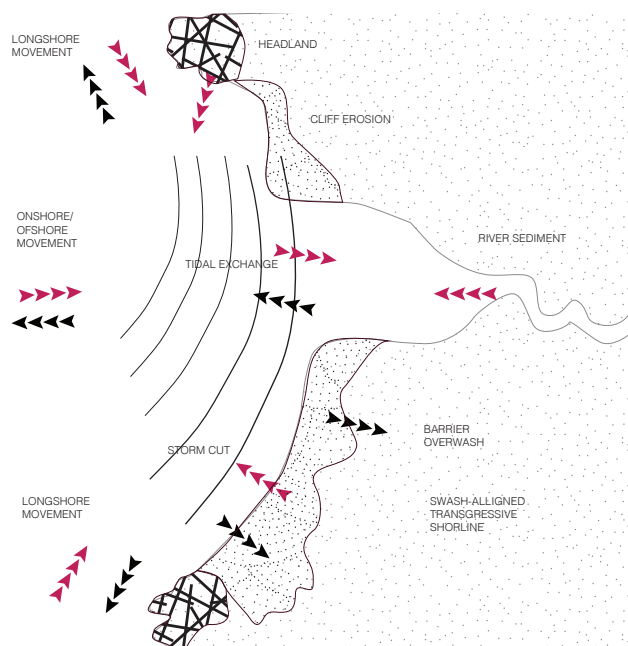 LONGSHORE
MOVEMENT
HEADLAND
CLIFF EROSION
ONSHORE/
OFSHORE
MOVEMENT
RIVER SEDIMENT
TIDAL EXCHANGE
BARRIER
OVERWASH
STORM CUT
LONGSHORE
MOVEMENT
SWASH-ALLIGNED
TRANSGRESSIVE
SHORLINE